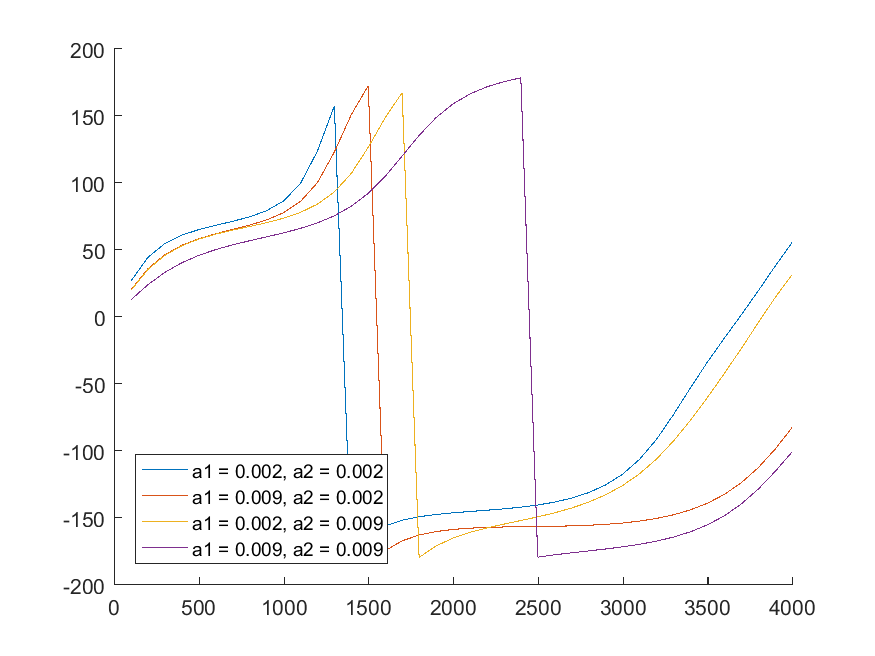 200
150
100
50
0
-50
-100
-150
-200
a1 = 0.002, a2 = 0.002
a1 = 0.009, a2 = 0.002
a1 = 0.002, a2 = 0.009
a1 = 0.009, a2 = 0.009
0 500 1000 1500 2000 2500 3000 3500 4000